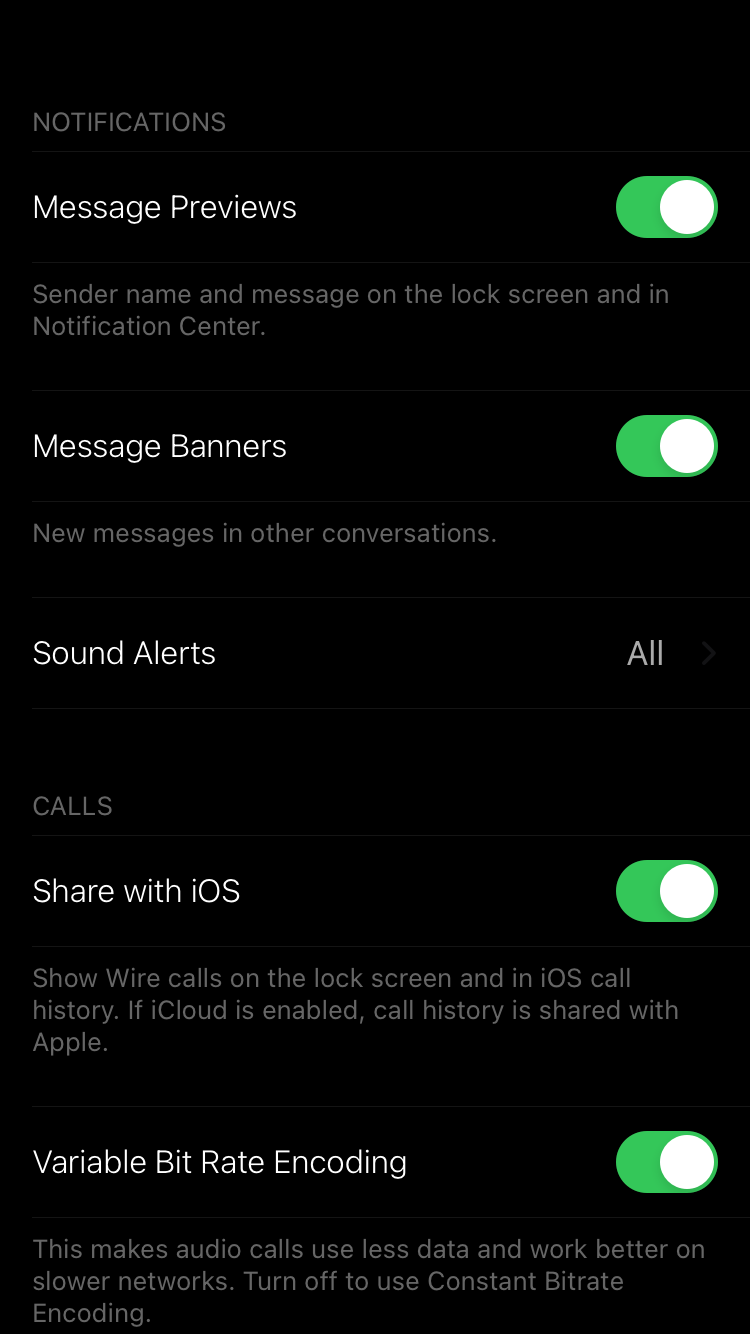 NOTIFICATIONS
Message Previews
Sender name and message on the lock screen and in
Notification Center.
Message Banners
New messages in other conversations.
Sound Alerts All
CALLS
Share with iOS
Show Wire calls on the lock screen and in iOS call
history. If iCloud is enabled, call history is shared with
Apple.
Variable Bit Rate Encoding
This makes audio calls use less data and work better on
slower networks. Turn off to use Constant Bitrate
Encoding.